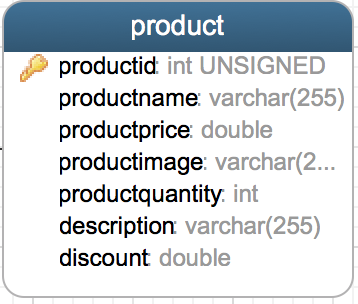 product
productid: int UNSIGNED
productname: varchar(255)
productprice: double
productimage: varchar(2...
productquantity: int
description: varchar(255)
discount: double